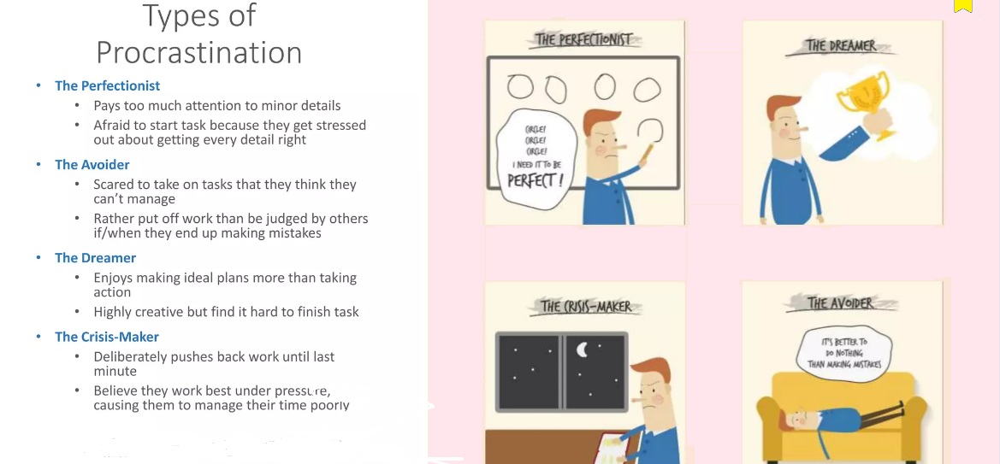 Types of
Procrastination
• The Perfectionist
• Pays too much attention to minor details
• Afraid to start task because they get stressed
out about getting every detail right
• The Avoider
• Scared to take on tasks that they think they
can’t manage
• Rather put off work than be judged by others
if/when they end up making mistakes
• The Dreamer
• Enjoys making ideal plans more than taking
action
• Highly creative but find it hard to finish task
• The Crisis-Maker
• Deliberately pushes back work until last
minute
• Believe they work best under pressure,
causing them to manage their time poorly
THE PERFECTIONIST
CIRCLE!
CIRCLE!
CIRCLE!
I NEED IT TO BE
PERFECT!
THE DREAMER
THE CRISIS-MAKER
THE AVOIDER
IT'S BETTER TO
DO NOTHING
THAN MAKING MISTAKES